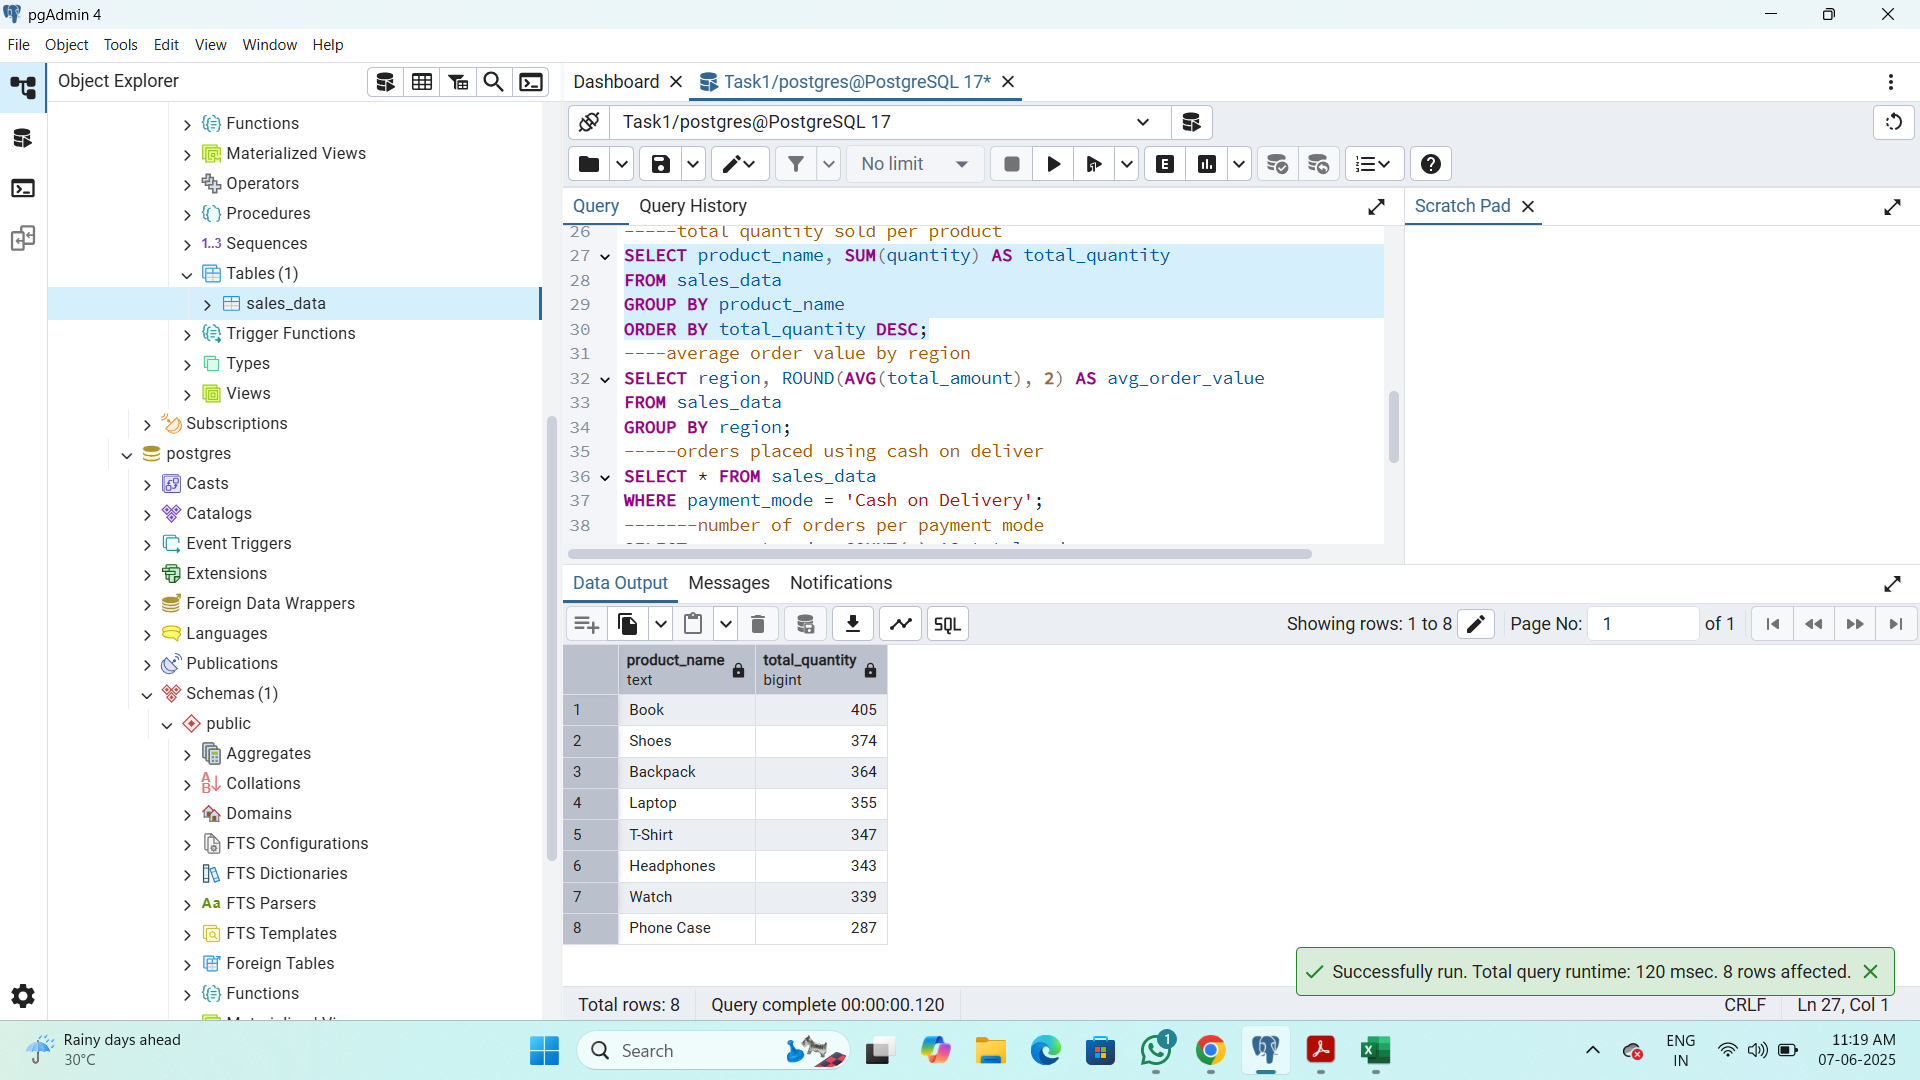 pgAdmin 4
File Object Tools Edit View Window Help
Object Explorer
Functions
Materialized Views
Operators
Procedures
1..3 Sequences
Tables (1)
sales_data
Trigger Functions
Types
Views
Subscriptions
postgres
Casts
Catalogs
Event Triggers
Extensions
Foreign Data Wrappers
Languages
Publications
Schemas (1)
public
Aggregates
Collations
Domains
FTS Configurations
FTS Dictionaries
Aa FTS Parsers
FTS Templates
Foreign Tables
Functions
Dashboard Task1/postgres@PostgreSQL 17*
Task1/postgres@PostgreSQL 17
No limit
E
Query Query History
Scratch Pad
26 -----total quantity sold per product
27 SELECT product_name, SUM(quantity) AS total_quantity
28 FROM sales_data
29 GROUP BY product_name
30 ORDER BY total_quantity DESC;
31 ----average order value by region
32 SELECT region, ROUND(AVG(total_amount), 2) AS avg_order_value
33 FROM sales_data
34 GROUP BY region;
35 -----orders placed using cash on deliver
36 SELECT * FROM sales_data
37 WHERE payment_mode = 'Cash on Delivery';
38 -------number of orders per payment mode
Data Output Messages Notifications
SQL
Showing rows: 1 to 8 Page No: 1 of 1
product_name total_quantity
text bigint
1 Book 405
2 Shoes 374
3 Backpack 364
4 Laptop 355
5 T-Shirt 347
6 Headphones 343
7 Watch 339
8 Phone Case 287
Successfully run. Total query runtime: 120 msec. 8 rows affected.
Total rows: 8 Query complete 00:00:00.120 CRLF Ln 27, Col 1
Rainy days ahead
30°C
Search
1
ENG
IN
11:19 AM
07-06-2025